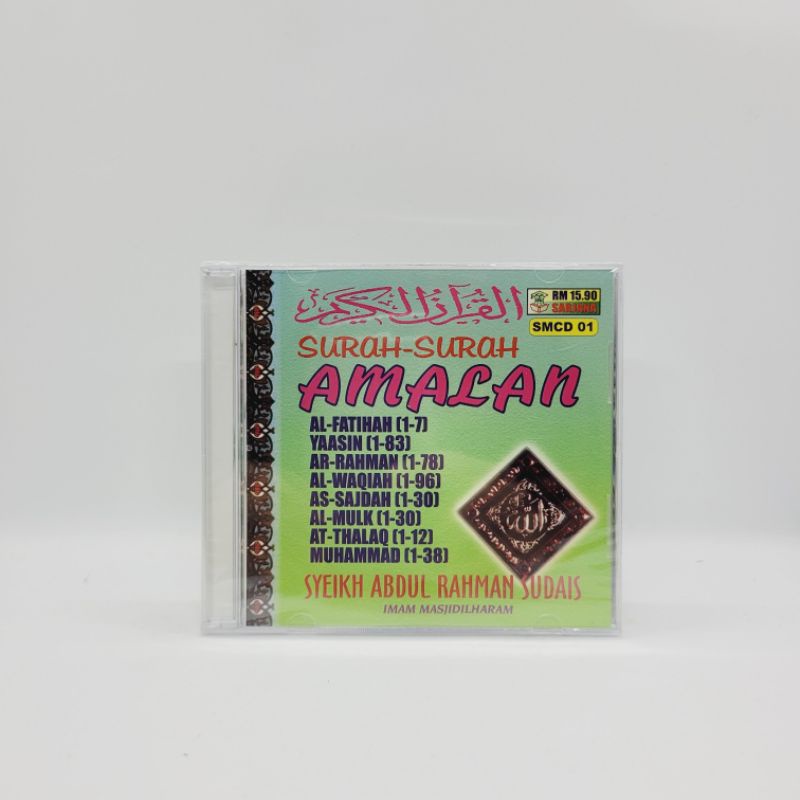 القرآن الكريم
RM 15.90
SARJANA
SMCD 01
SURAH-SURAH
AMALAN
AL-FATIHAH (1-7)
YAASIN (1-83)
AR-RAHMAN (1-78)
AL-WAQIAH (1-96)
AS-SAJDAH (1-30)
AL-MULK (1-30)
AT-THALAQ (1-12)
MUHAMMAD (1-38)
الله
SYEIKH ABDUL RAHMAN SUDAIS
IMAM MASJIDILHARAM